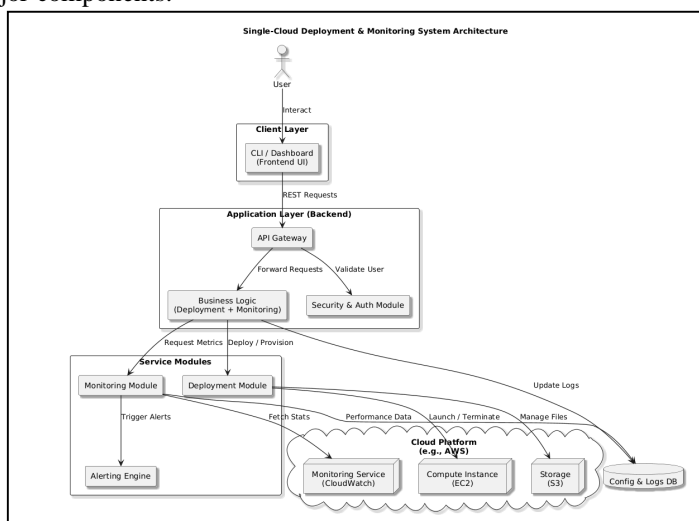 jor components.
Single-Cloud Deployment & Monitoring System Architecture
User
Interact
Client Layer
CLI / Dashboard
(Frontend UI)
REST Requests
Application Layer (Backend)
API Gateway
Forward Requests
Validate User
Business Logic
(Deployment + Monitoring)
Security & Auth Module
Request Metrics
Deploy / Provision
Update Logs
Service Modules
Monitoring Module
Deployment Module
Trigger Alerts
Fetch Stats
Performance Data
Launch / Terminate
Manage Files
Cloud Platform
(e.g., AWS)
Alerting Engine
Monitoring Service
(CloudWatch)
Compute Instance
(EC2)
Storage
(S3)
Config & Logs DB